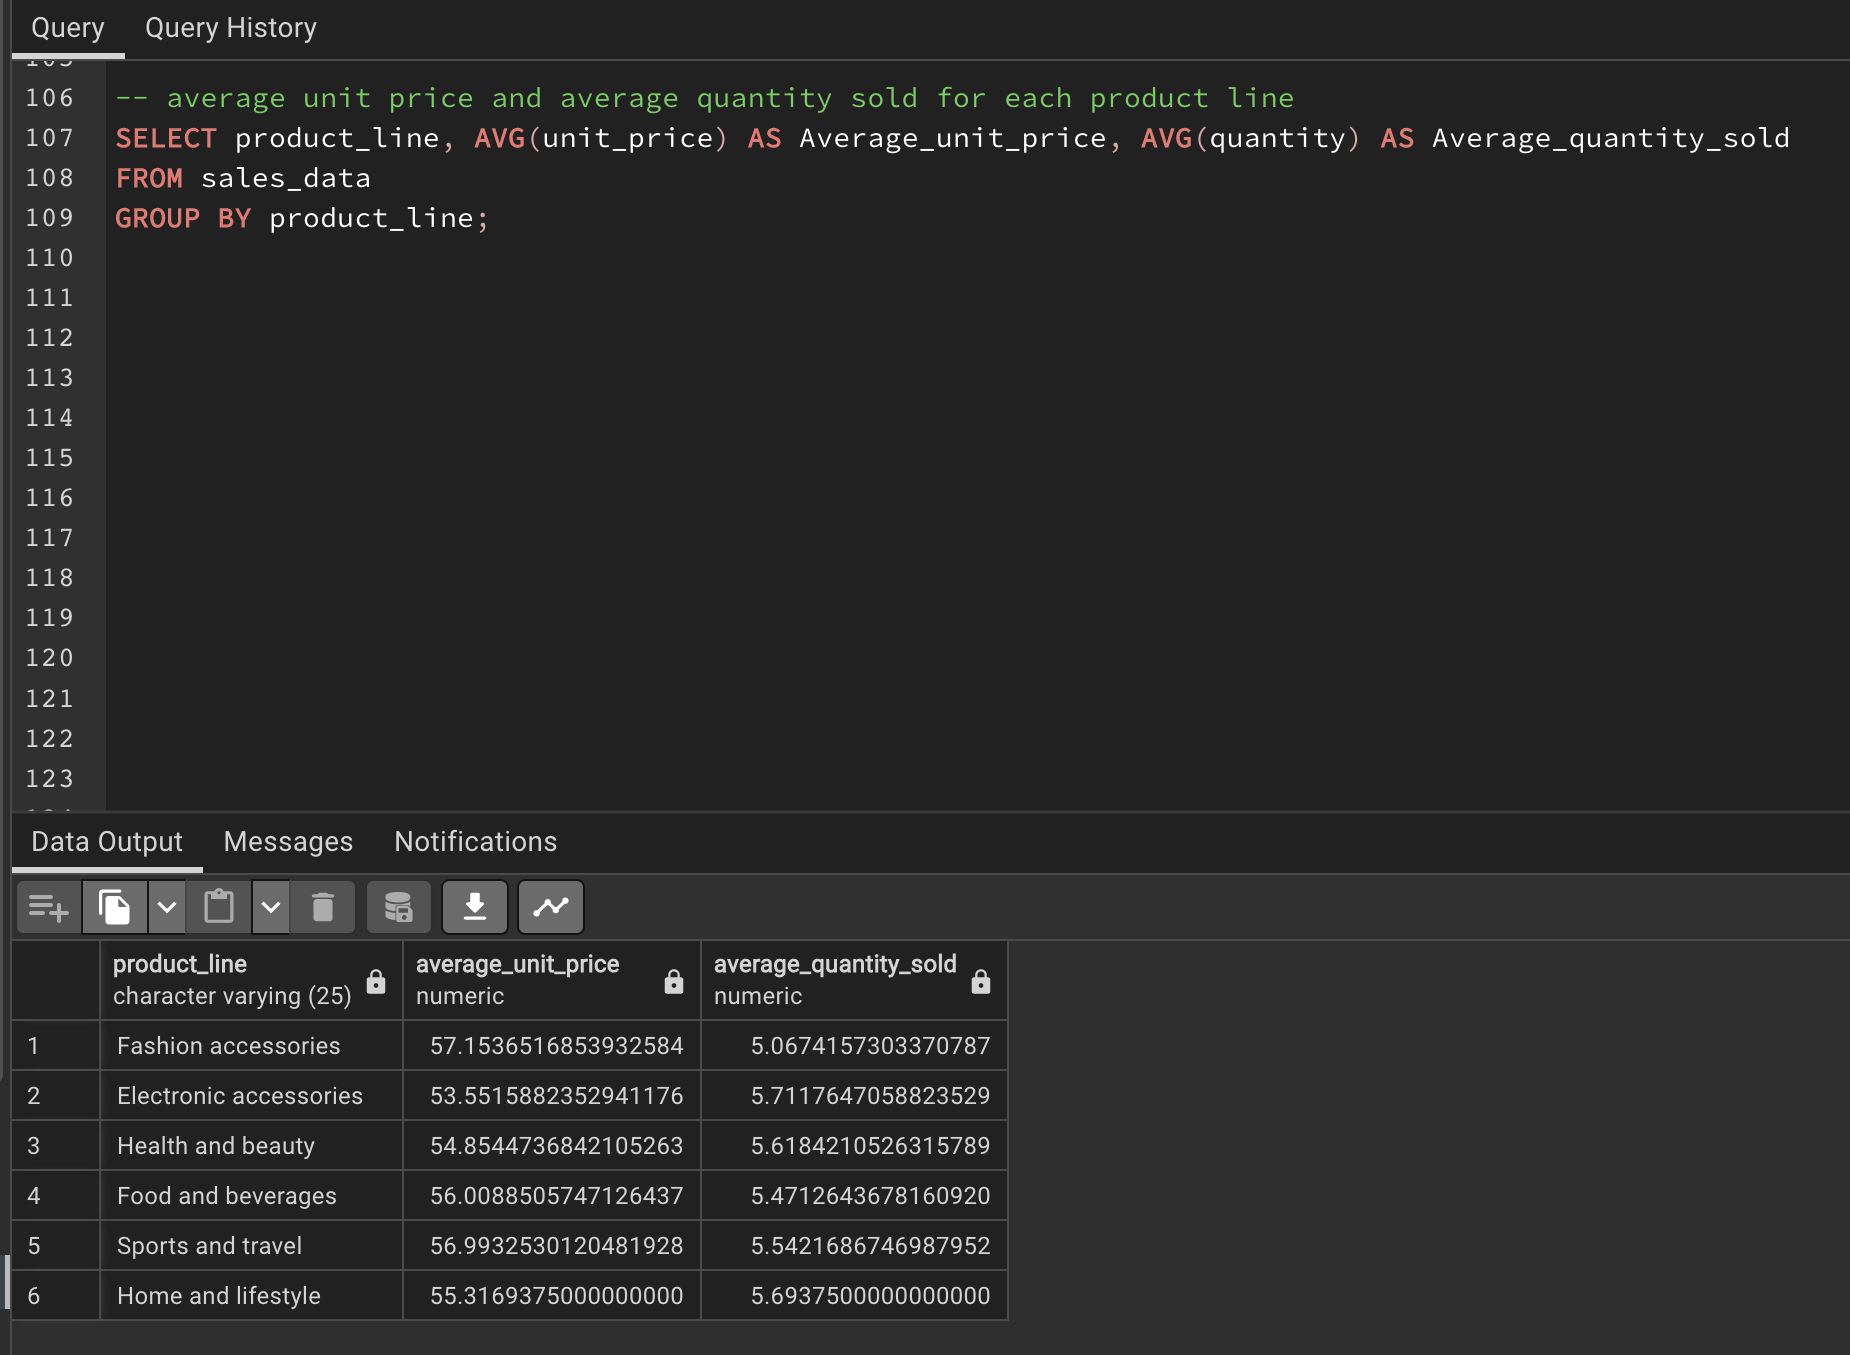 Query Query History
106 -- average unit price and average quantity sold for each product line
107 SELECT product_line, AVG(unit_price) AS Average_unit_price, AVG(quantity) AS Average_quantity_sold
108 FROM sales_data
109 GROUP BY product_line;
110
111
112
113
114
115
116
117
118
119
120
121
122
123
Data Output Messages Notifications
product_line average_unit_price average_quantity_sold
character varying (25) numeric numeric
1 Fashion accessories 57.1536516853932584 5.0674157303370787
2 Electronic accessories 53.5515882352941176 5.7117647058823529
3 Health and beauty 54.8544736842105263 5.6184210526315789
4 Food and beverages 56.0088505747126437 5.4712643678160920
5 Sports and travel 56.9932530120481928 5.5421686746987952
6 Home and lifestyle 55.3169375000000000 5.6937500000000000